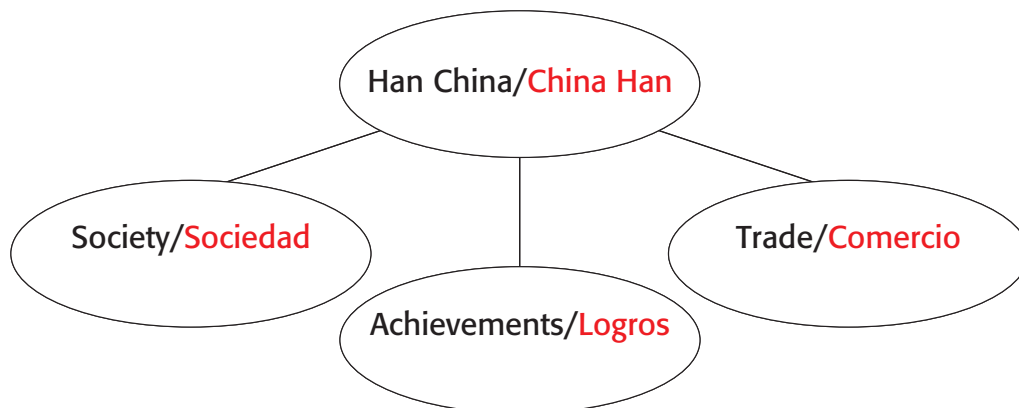 Han China/China Han
Society/Sociedad
Trade/Comercio
Achievements/Logros